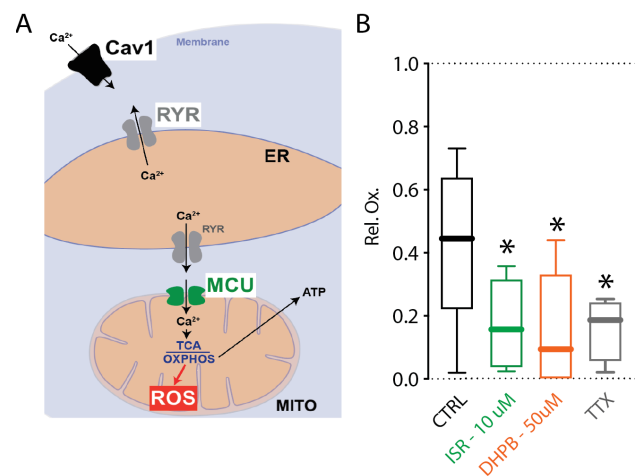 A
Ca²⁺
Cav1
Membrane
RYR
Ca²⁺
ER
Ca²⁺
RYR
MCU
ATP
Ca²⁺
TCA
OXPHOS
ROS
MITO
B
Rel. Ox.
1.0
0.8
0.6
0.4
0.2
0.0
*
*
*
CTRL
ISR - 10 uM
DHPB - 50uM
TTX